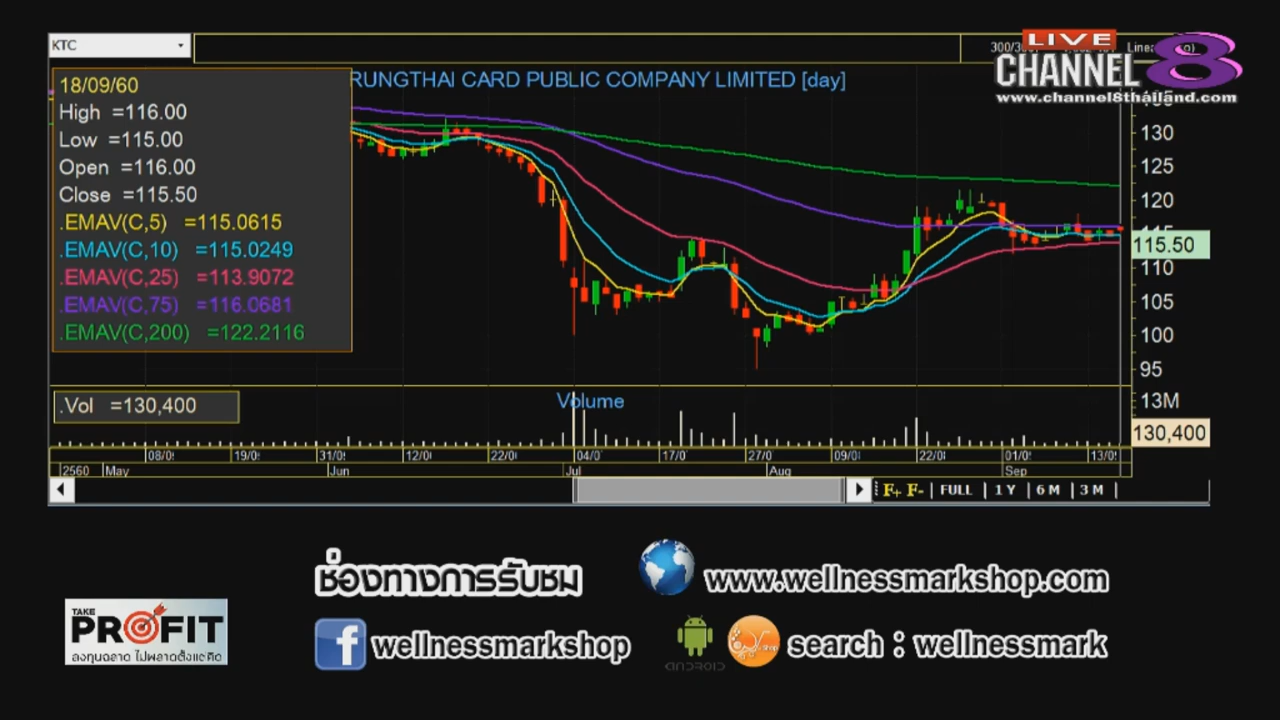 KTC
300/300
Linear
LIVE
CHANNEL 8
www.channel8thailand.com
RUNGTHAI CARD PUBLIC COMPANY LIMITED [day]
18/09/60
High =116.00
Low =115.00
Open =116.00
Close =115.50
.EMAV(C,5) =115.0615
.EMAV(C,10) =115.0249
.EMAV(C,25) =113.9072
.EMAV(C,75) =116.0681
.EMAV(C,200) =122.2116
130
125
120
115
115.50
110
105
100
95
.Vol =130,400
Volume
13M
130,400
08/0 19/0 31/0 12/0 22/0 04/0 17/0 27/0 09/0 22/0 01/0 13/0
2560 May Jun Jul Aug Sep
F+ F- FULL 1 Y 6 M 3 M
ช่องทางการรับชม
www.wellnessmarkshop.com
TAKE
PROFIT
ลงทุนฉลาด ไม่พลาดตั้งแต่คิด
wellnessmarkshop
ANDROID
search : wellnessmark